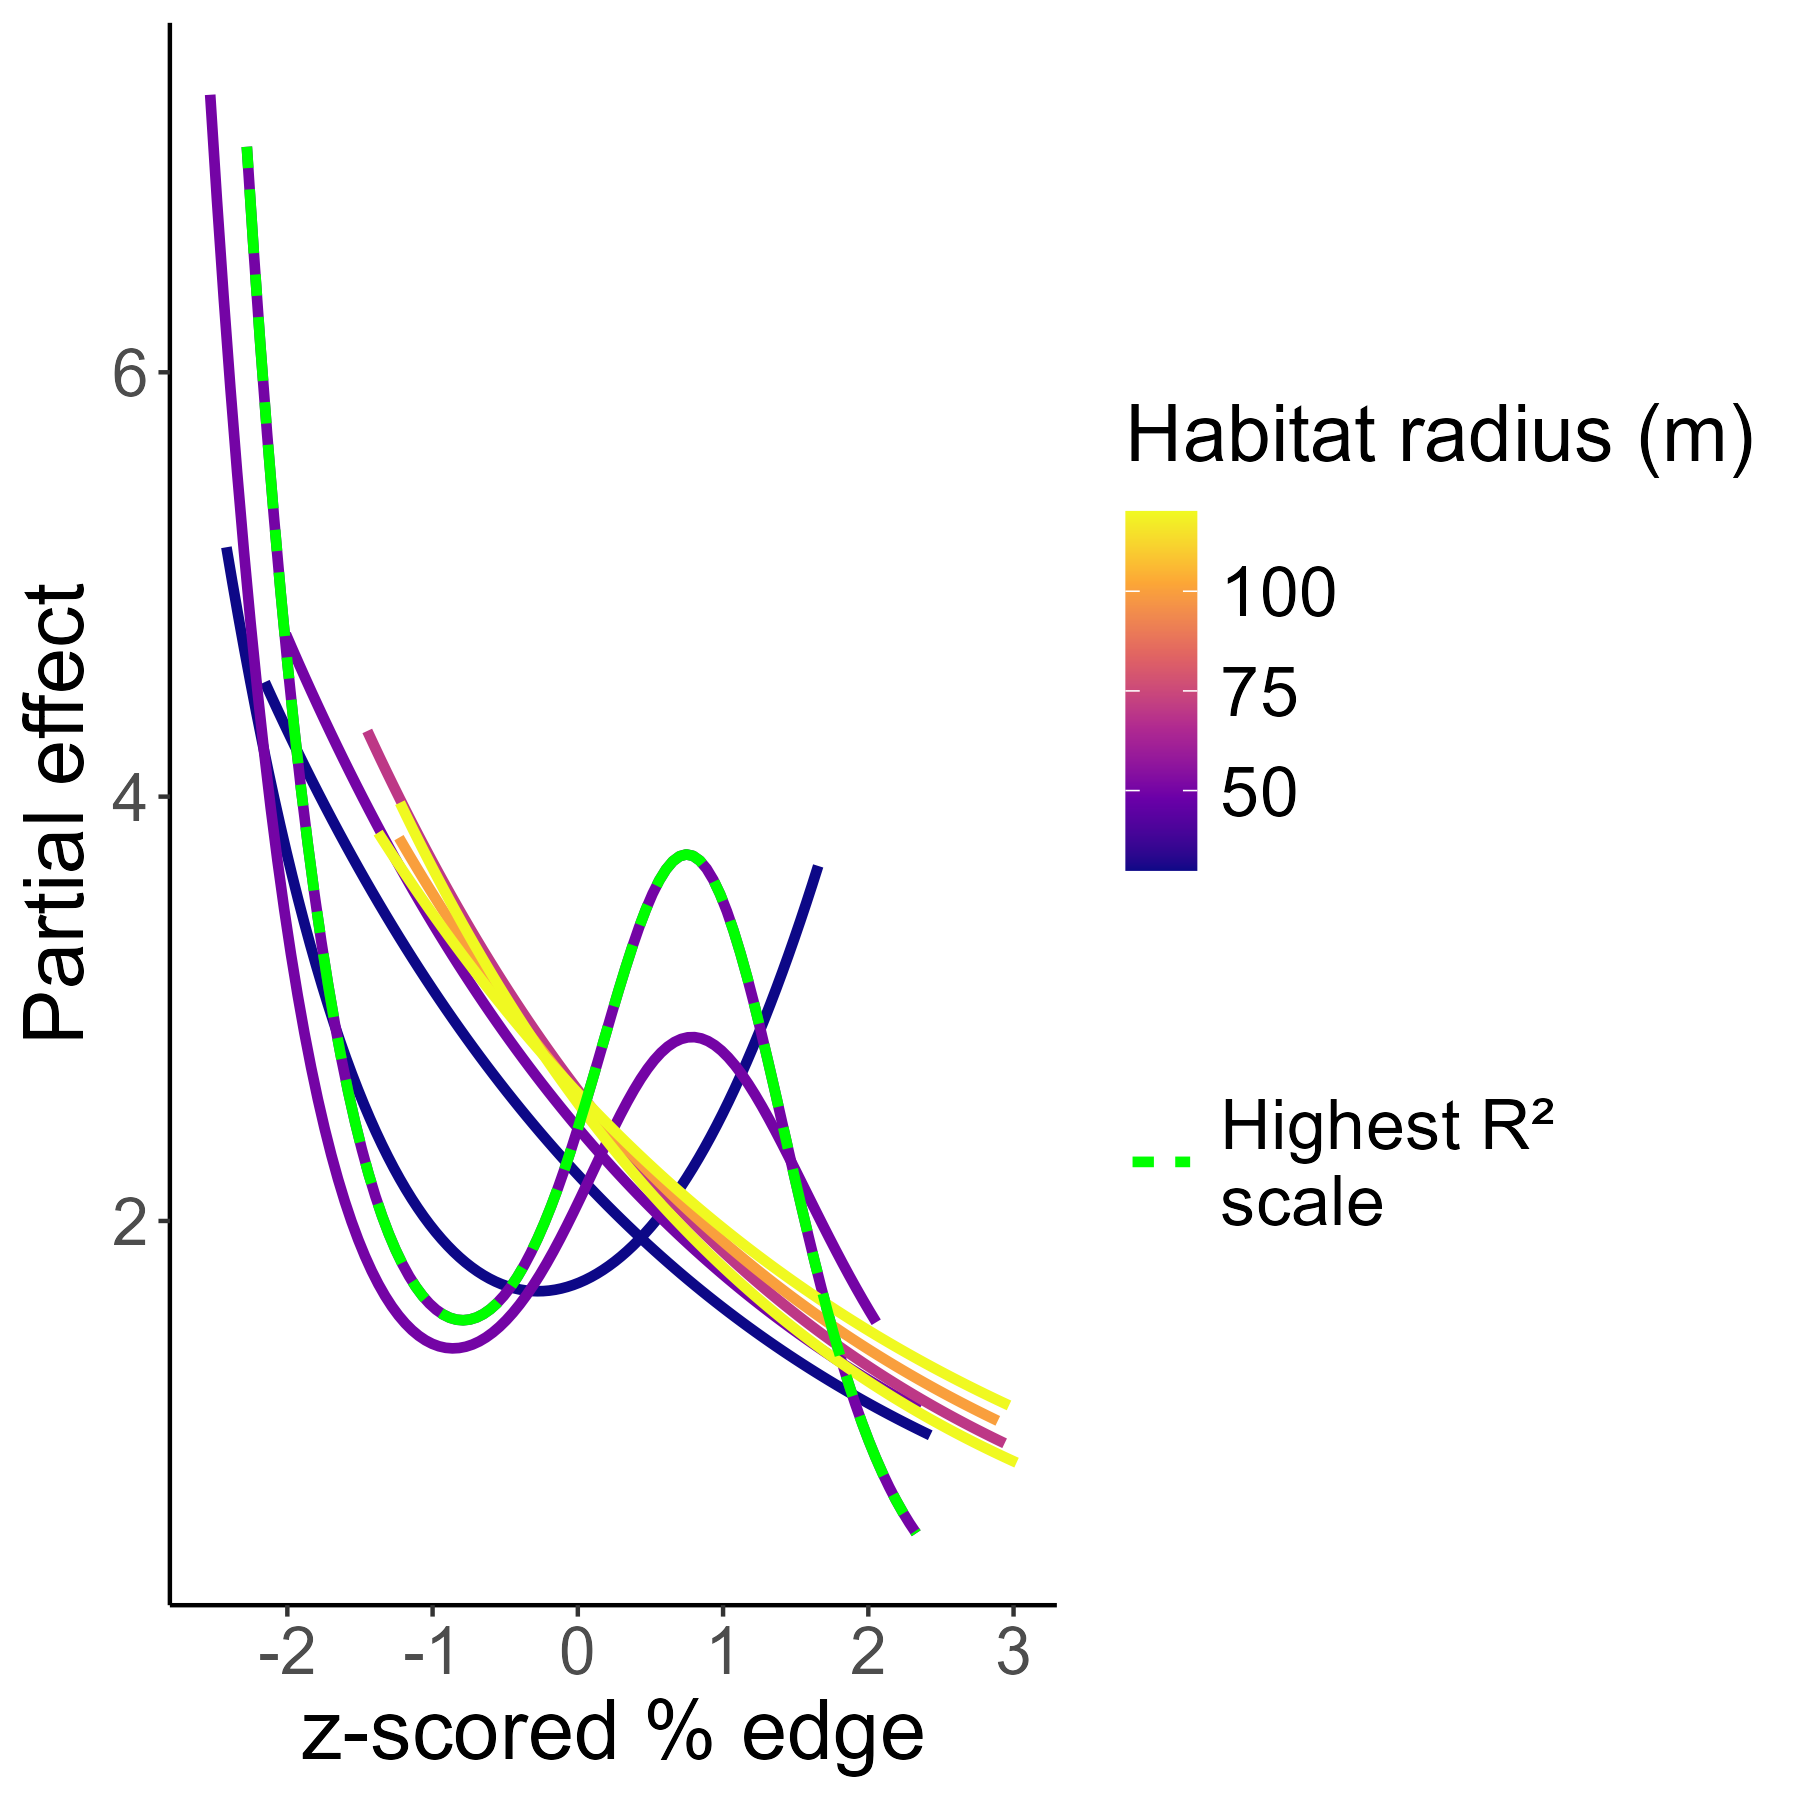 Partial effect
6
4
2
-2 -1 0 1 2 3
z-scored % edge
Habitat radius (m)
100
75
50
Highest R²
scale